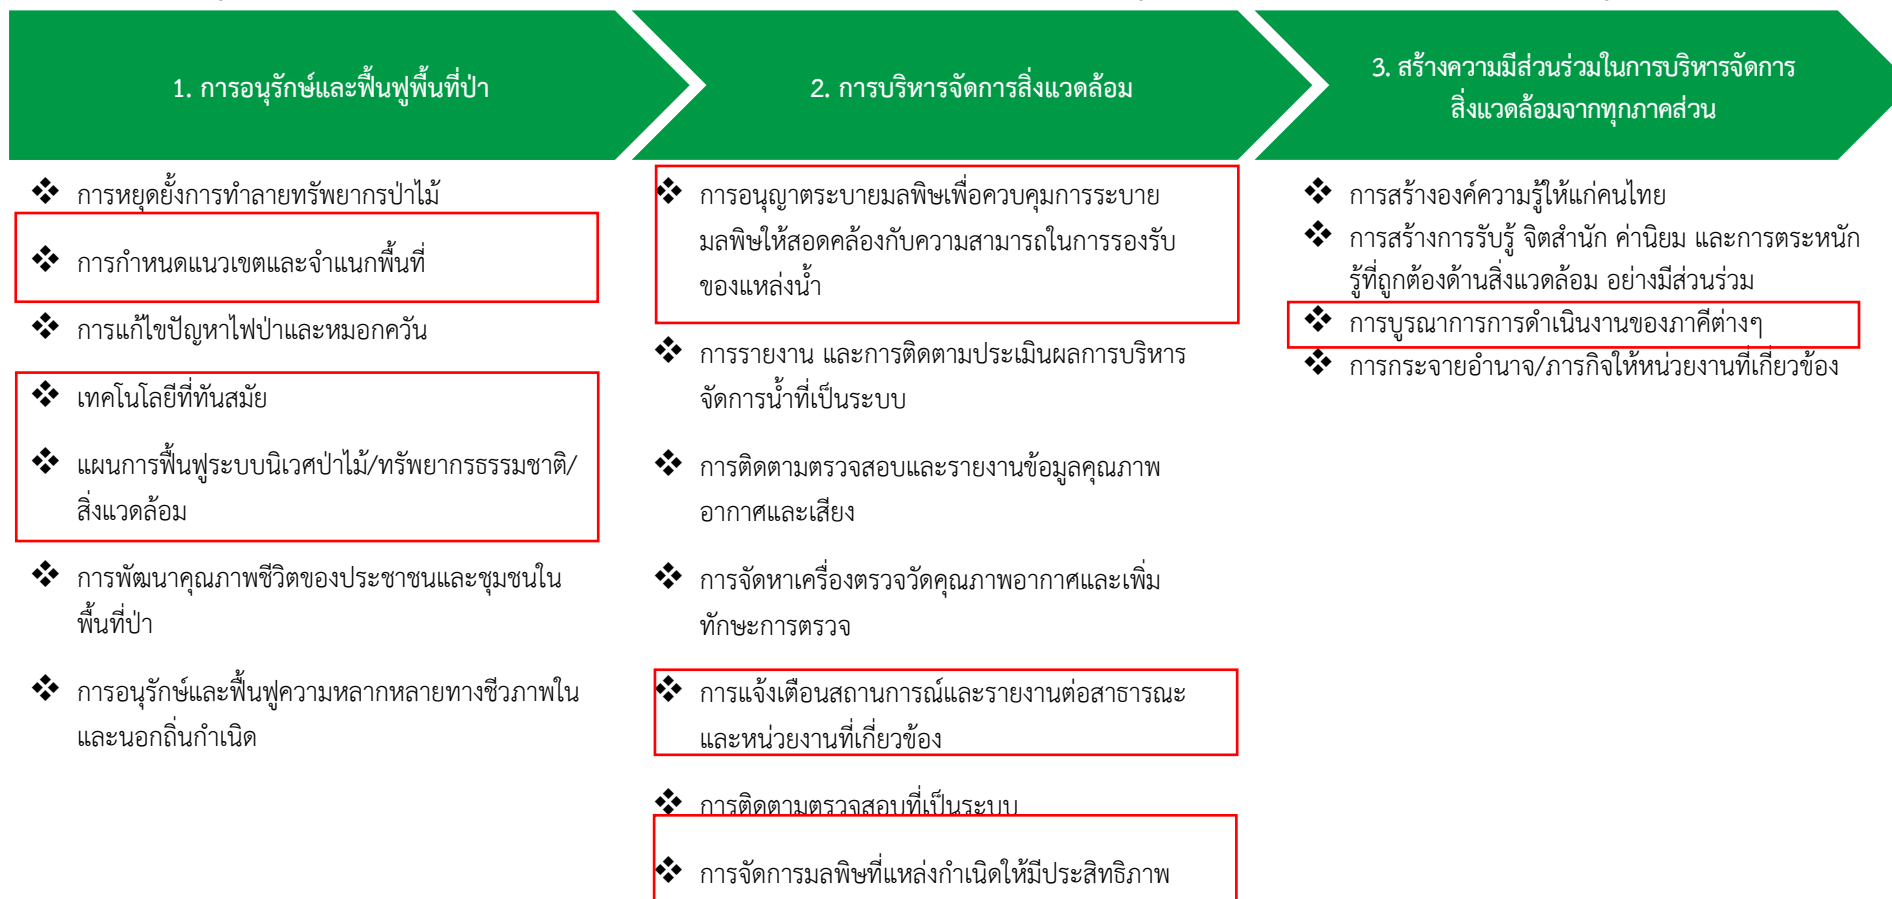 1. การอนุรักษ์และฟื้นฟูพื้นที่ป่า
❖ การหยุดยั้งการทำลายทรัพยากรป่าไม้
❖ การกำหนดแนวเขตและจำแนกพื้นที่
❖ การแก้ไขปัญหาไฟป่าและหมอกควัน
❖ เทคโนโลยีที่ทันสมัย
❖ แผนการฟื้นฟูระบบนิเวศป่าไม้/ทรัพยากรธรรมชาติ/
สิ่งแวดล้อม
❖ การพัฒนาคุณภาพชีวิตของประชาชนและชุมชนใน
พื้นที่ป่า
❖ การอนุรักษ์และฟื้นฟูความหลากหลายทางชีวภาพใน
และนอกถิ่นกำเนิด
2. การบริหารจัดการสิ่งแวดล้อม
❖ การอนุญาตระบายมลพิษเพื่อควบคุมการระบาย
มลพิษให้สอดคล้องกับความสามารถในการรองรับ
ของแหล่งน้ำ
❖ การรายงาน และการติดตามประเมินผลการบริหาร
จัดการน้ำที่เป็นระบบ
❖ การติดตามตรวจสอบและรายงานข้อมูลคุณภาพ
อากาศและเสียง
❖ การจัดหาเครื่องตรวจวัดคุณภาพอากาศและเพิ่ม
ทักษะการตรวจ
❖ การแจ้งเตือนสถานการณ์และรายงานต่อสาธารณะ
และหน่วยงานที่เกี่ยวข้อง
❖ การติดตามตรวจสอบที่เป็นระบบ
❖ การจัดการมลพิษที่แหล่งกำเนิดให้มีประสิทธิภาพ
3. สร้างความมีส่วนร่วมในการบริหารจัดการ
สิ่งแวดล้อมจากทุกภาคส่วน
❖ การสร้างองค์ความรู้ให้แก่คนไทย
❖ การสร้างการรับรู้ จิตสำนัก ค่านิยม และการตระหนัก
รู้ที่ถูกต้องด้านสิ่งแวดล้อม อย่างมีส่วนร่วม
❖ การบูรณาการการดำเนินงานของภาคีต่างๆ
❖ การกระจายอำนาจ/ภารกิจให้หน่วยงานที่เกี่ยวข้อง